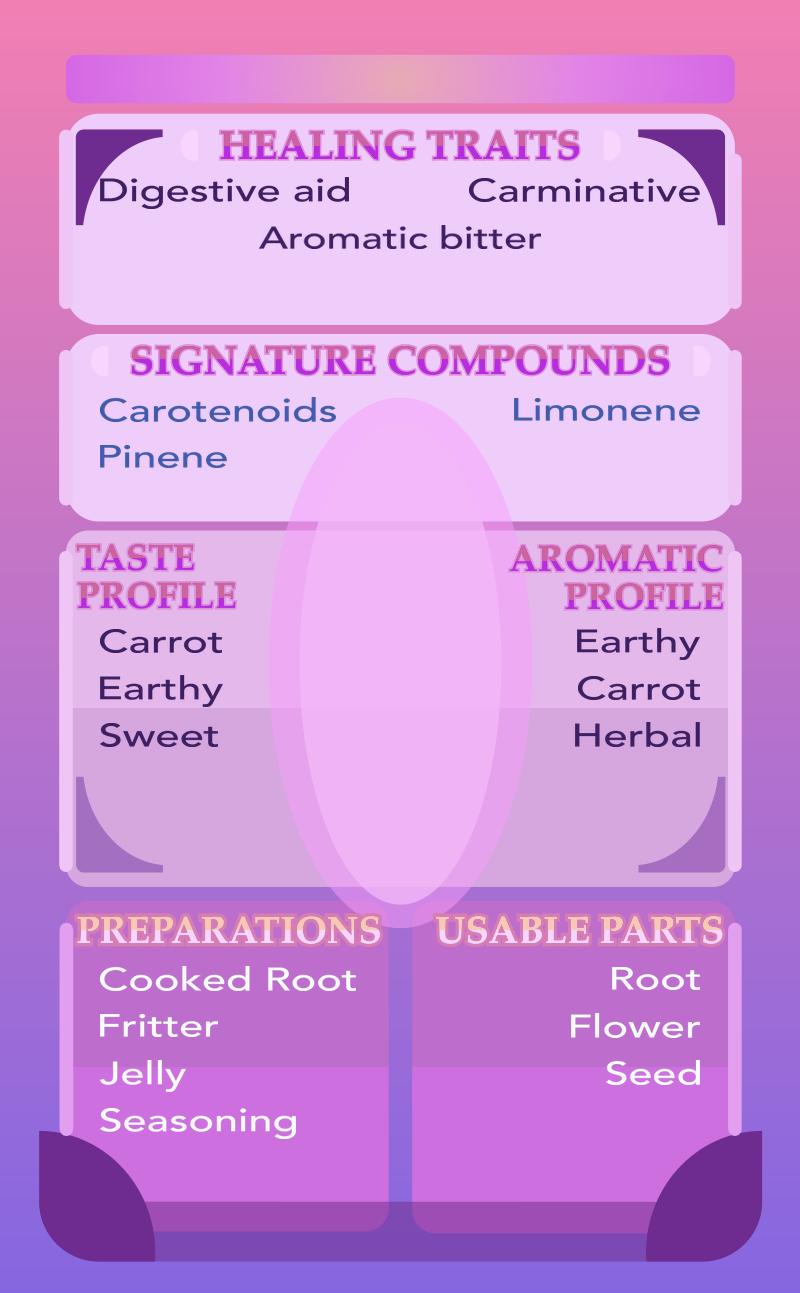 HEALING TRAITS
Digestive aid Carminative
Aromatic bitter
SIGNATURE COMPOUNDS
Carotenoids Limonene
Pinene
TASTE
PROFILE
Carrot
Earthy
Sweet
AROMATIC
PROFILE
Earthy
Carrot
Herbal
PREPARATIONS
Cooked Root
Fritter
Jelly
Seasoning
USABLE PARTS
Root
Flower
Seed